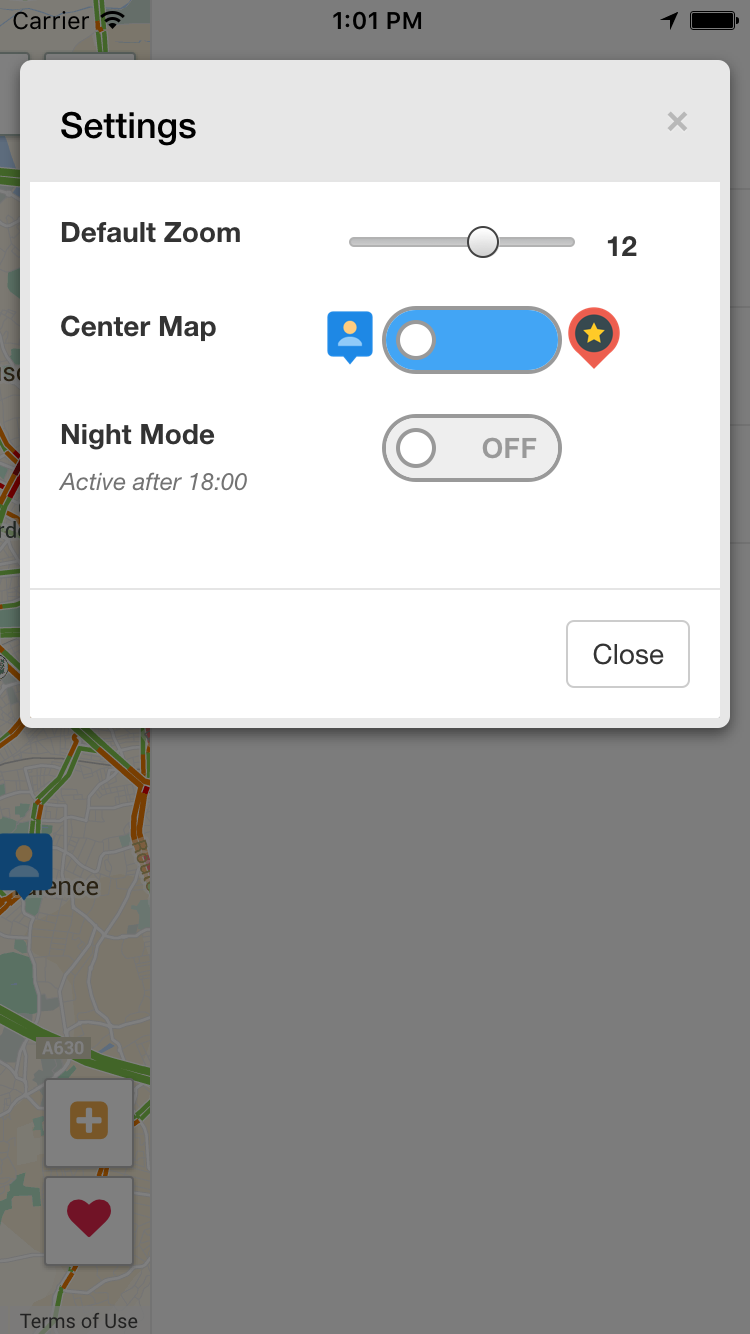 Carrier 1:01 PM
Settings
×
Default Zoom
12
Center Map
Night Mode
OFF
Active after 18:00
Close
A630
Terms of Use